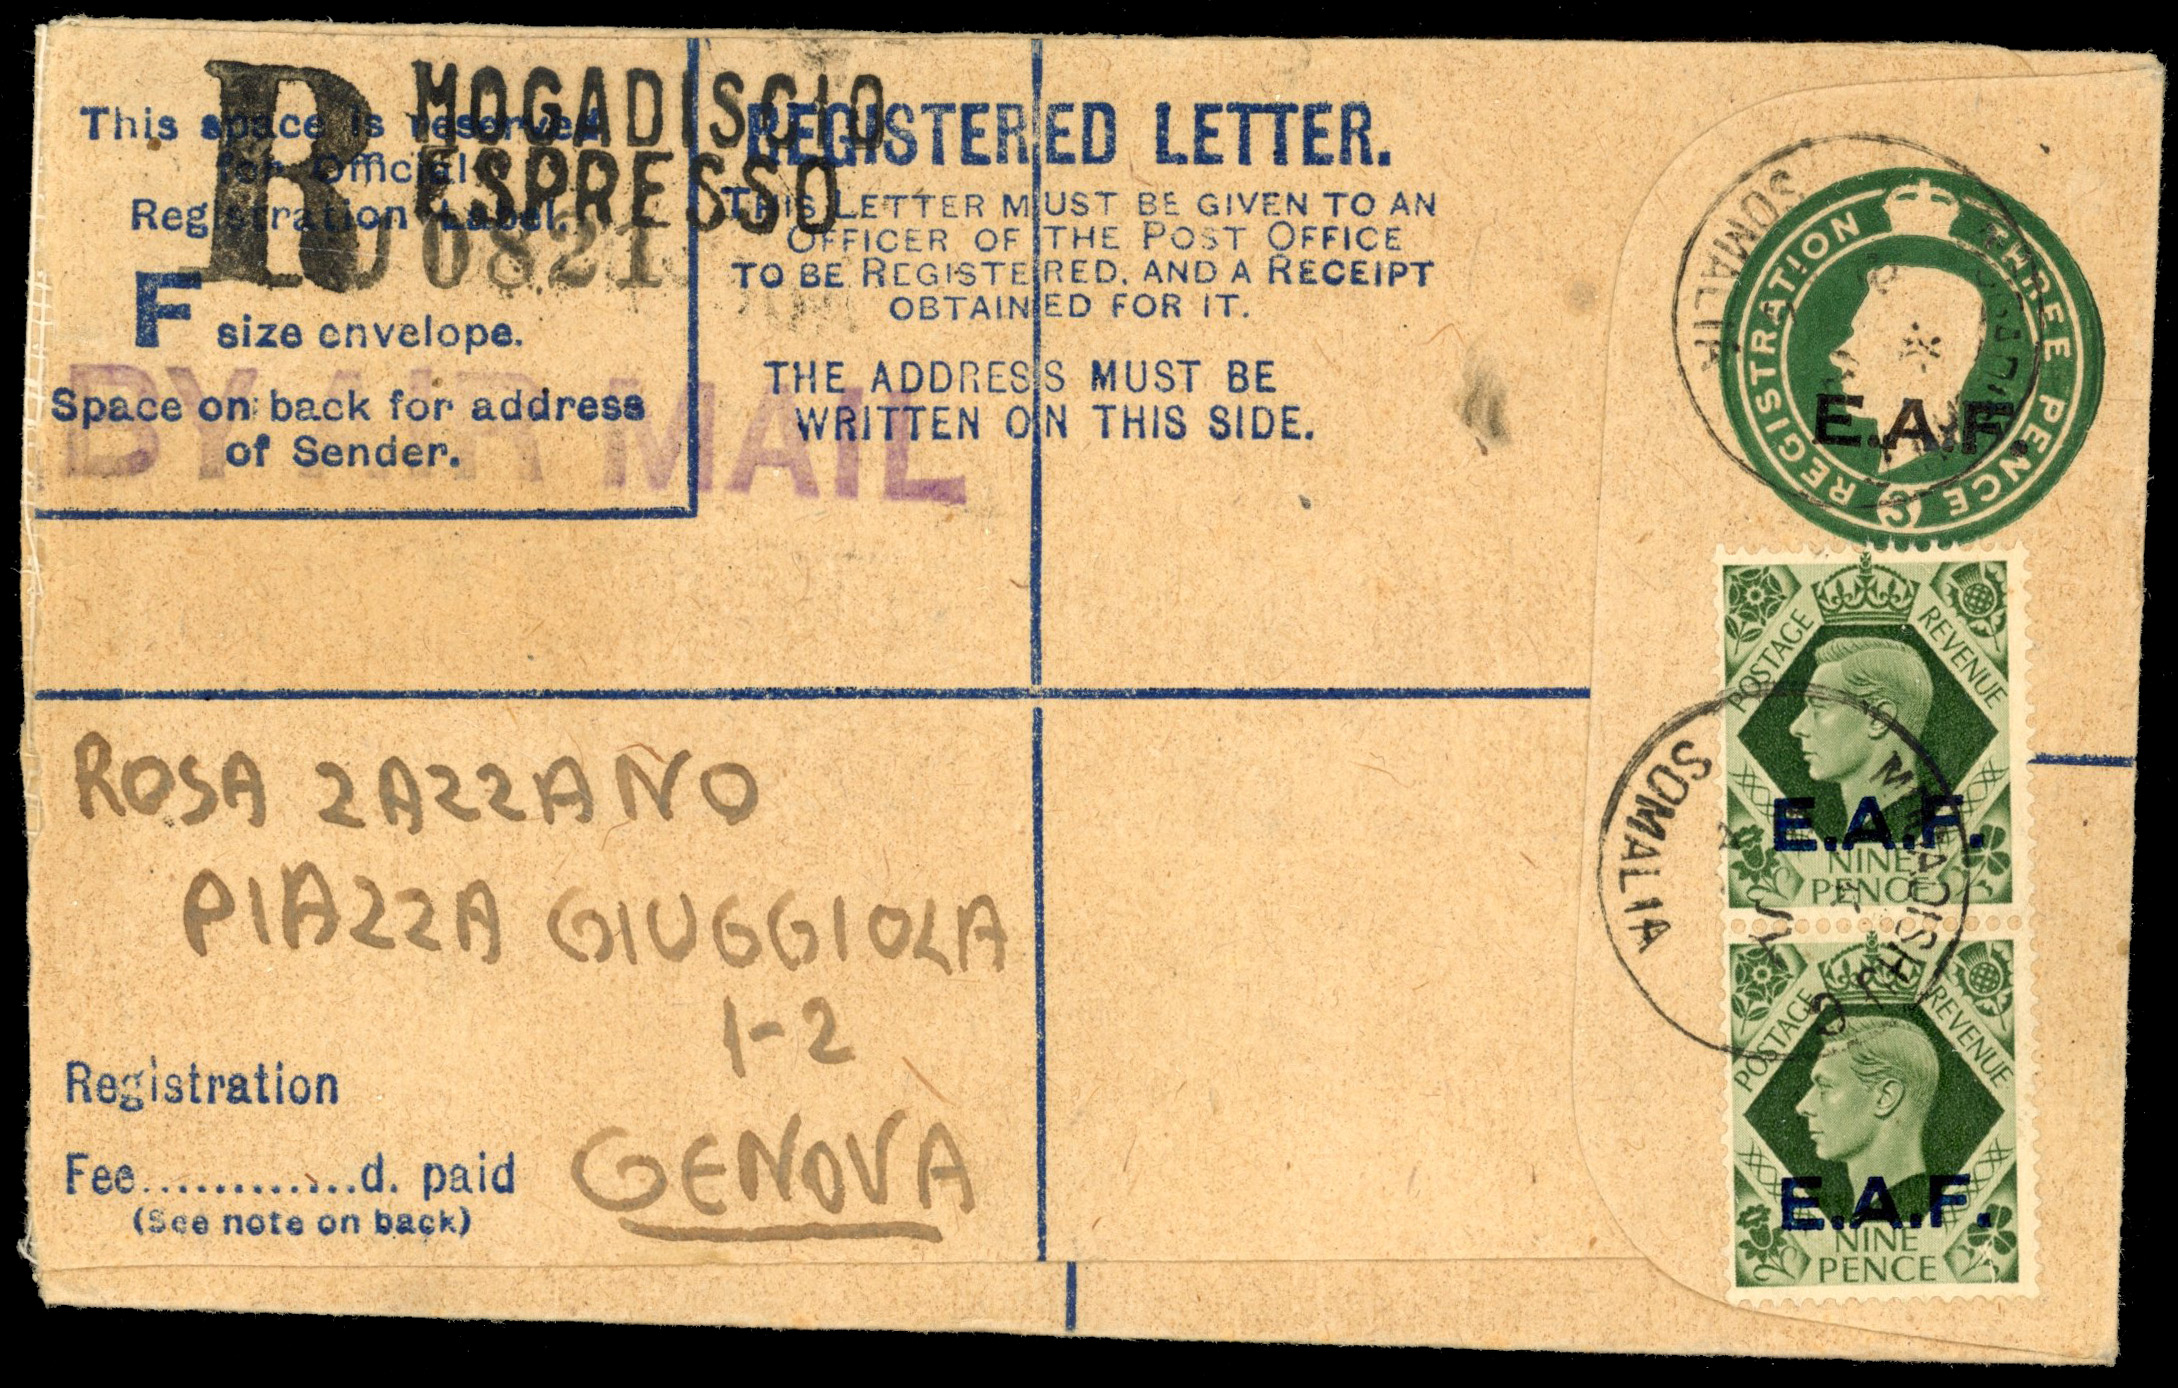 R
MOGADISCIO
ESPRESSO
0821
This space is reserved
for Official
Registration Label.
F size envelope.
Space on back for address
of Sender.
BY AIR MAIL
REGISTERED LETTER.
THIS LETTER MUST BE GIVEN TO AN
OFFICER OF THE POST OFFICE
TO BE REGISTERED, AND A RECEIPT
OBTAINED FOR IT.
THE ADDRESS MUST BE
WRITTEN ON THIS SIDE.
REGISTRATION THREE PENCE
E.A.F.
SOMALIA
POSTAGE REVENUE
E.A.F.
NINE
PENCE
MOGADISHU
SOMALIA
POSTAGE REVENUE
E.A.F.
NINE
PENCE
ROSA ZAZZANO
PIAZZA GIUGGIOLA
1-2
GENOVA
Registration
Fee.............d. paid
(See note on back)